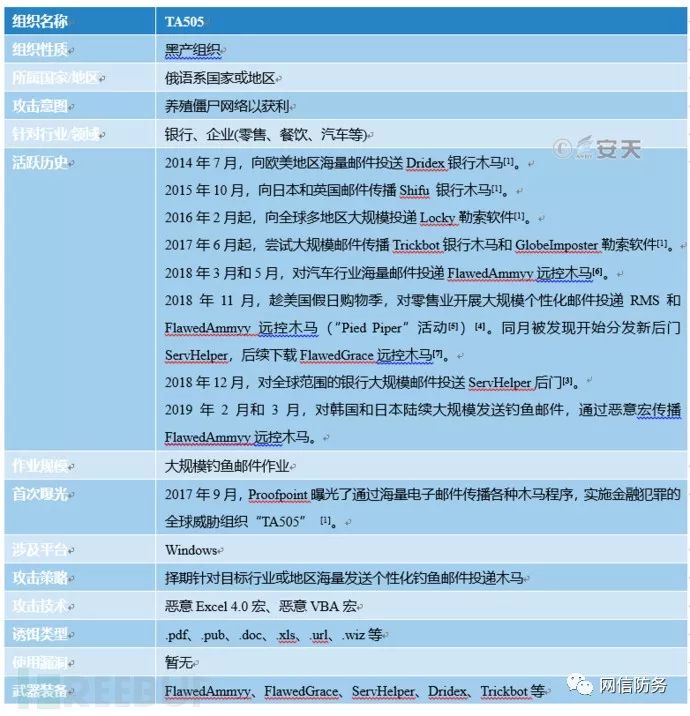 组织名称 TA505
组织性质 黑产组织
所属国家/地区 俄语系国家或地区
攻击意图 养殖僵尸网络以获利
针对行业/领域 银行、企业(零售、餐饮、汽车等)
活跃历史 2014 年 7 月，向欧美地区海量邮件投送 Dridex 银行木马[1]。
2015 年 10 月，向日本和英国邮件传播 Shifu 银行木马[1]。
2016 年 2 月起，向全球多地区大规模投递 Locky 勒索软件[1]。
2017 年 6 月起，尝试大规模邮件传播 Trickbot 银行木马和 GlobeImposter 勒索软件[1]。
2018 年 3 月和 5 月，对汽车行业海量邮件投递 FlawedAmmyy 远控木马[6]。
2018 年 11 月，趁美国假日购物季，对零售业开展大规模个性化邮件投递 RMS 和
FlawedAmmyy 远控木马（“Pied Piper”活动[5]）[4]。同月被发现开始分发新后门
ServHelper，后续下载 FlawedGrace 远控木马[7]。
2018 年 12 月，对全球范围的银行大规模邮件投送 ServHelper 后门[3]。
2019 年 2 月和 3 月，对韩国和日本陆续大规模发送钓鱼邮件，通过恶意宏传播
FlawedAmmyy 远控木马。
作业规模 大规模钓鱼邮件作业
首次曝光 2017 年 9 月，Proofpoint 曝光了通过海量电子邮件传播各种木马程序，实施金融犯罪的
全球威胁组织“TA505” [1]。
涉及平台 Windows
攻击策略 择期针对目标行业或地区海量发送个性化钓鱼邮件投递木马
攻击技术 恶意 Excel 4.0 宏、恶意 VBA 宏
诱饵类型 .pdf、.pub、.doc、.xls、.url、.wiz 等
使用漏洞 暂无
武器装备 FlawedAmmyy、FlawedGrace、ServHelper、Dridex、Trickbot 等
© 安天
REEBUF
网信防务